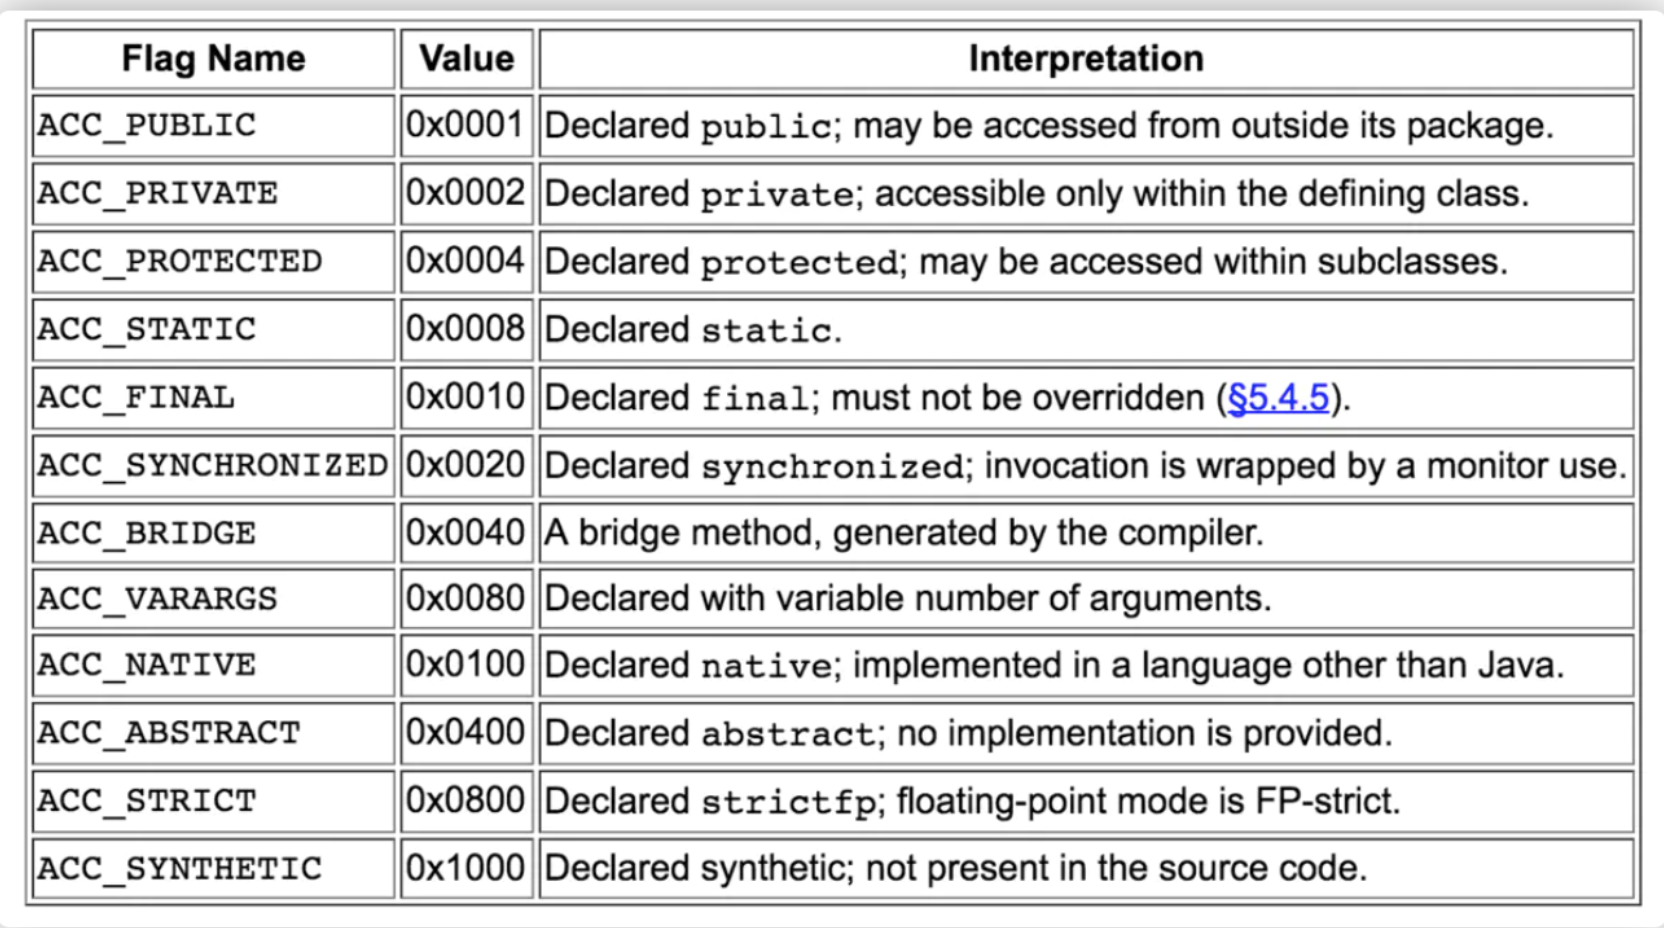 Flag Name Value Interpretation
ACC_PUBLIC 0x0001 Declared public; may be accessed from outside its package.
ACC_PRIVATE 0x0002 Declared private; accessible only within the defining class.
ACC_PROTECTED 0x0004 Declared protected; may be accessed within subclasses.
ACC_STATIC 0x0008 Declared static.
ACC_FINAL 0x0010 Declared final; must not be overridden (§5.4.5).
ACC_SYNCHRONIZED 0x0020 Declared synchronized; invocation is wrapped by a monitor use.
ACC_BRIDGE 0x0040 A bridge method, generated by the compiler.
ACC_VARARGS 0x0080 Declared with variable number of arguments.
ACC_NATIVE 0x0100 Declared native; implemented in a language other than Java.
ACC_ABSTRACT 0x0400 Declared abstract; no implementation is provided.
ACC_STRICT 0x0800 Declared strictfp; floating-point mode is FP-strict.
ACC_SYNTHETIC 0x1000 Declared synthetic; not present in the source code.